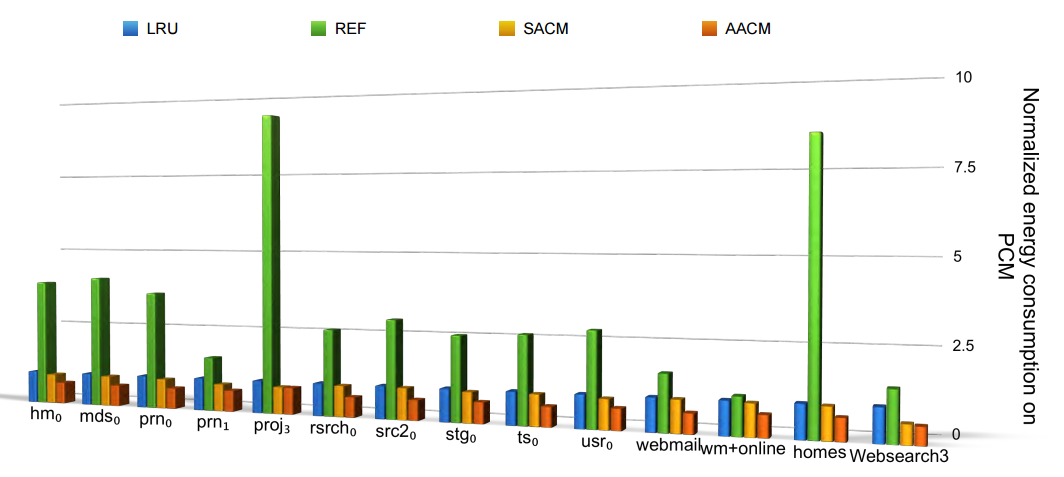 LRU REF SACM AACM
10
7.5
5
2.5
0
Normalized energy consumption on
PCM
hm₀ mds₀ prn₀ prn₁ proj₃ rsrch₀ src2₀ stg₀ ts₀ usr₀ webmail wm+online homes Websearch3